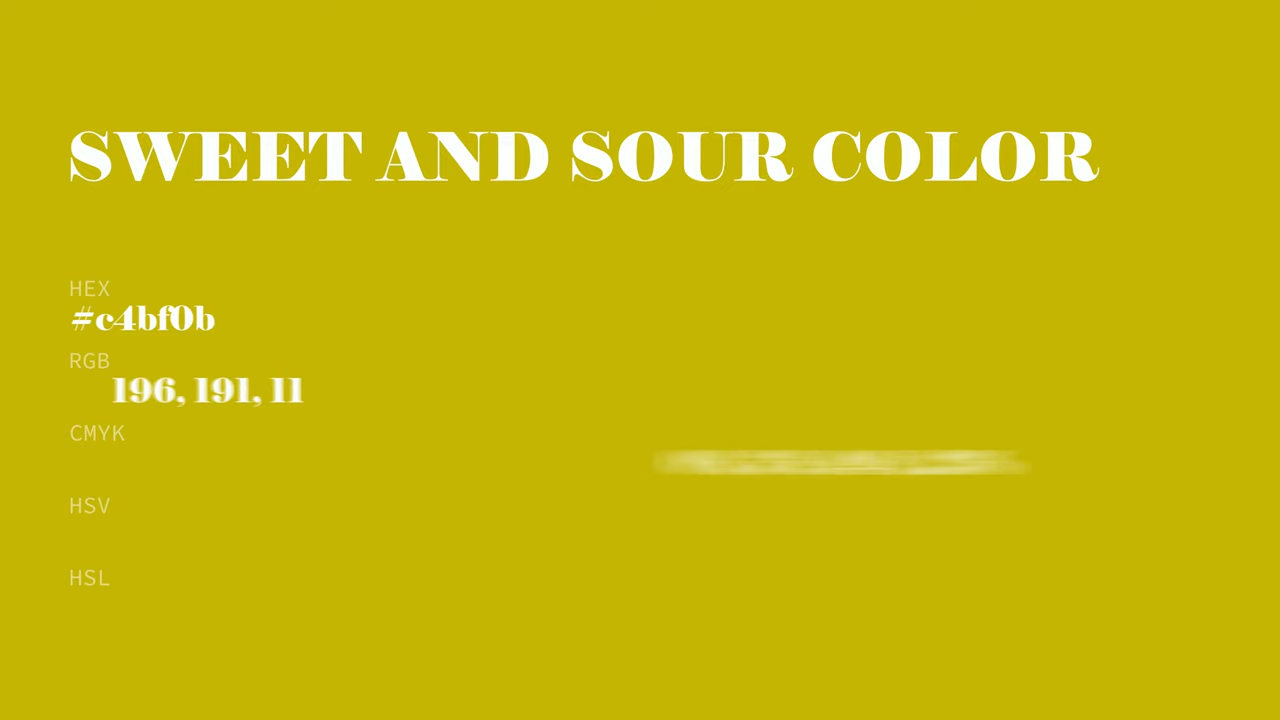 SWEET AND SOUR COLOR
HEX
#c4bf0b
RGB
196, 191, 11
CMYK
HSV
HSL